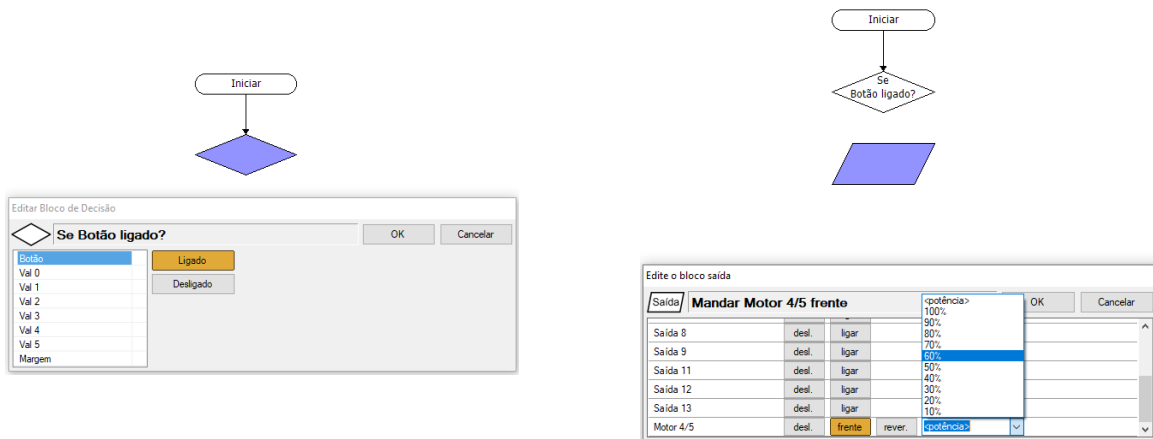 Iniciar
Editar Bloco de Decisão
Se Botão ligado?
OK
Cancelar
Botão
Val 0
Val 1
Val 2
Val 3
Val 4
Val 5
Margem
Ligado
Desligado
Iniciar
Se
Botão ligado?
Edite o bloco saída
Saída
Mandar Motor 4/5 frente
OK
Cancelar
Saída 8 desl. ligar
Saída 9 desl. ligar
Saída 11 desl. ligar
Saída 12 desl. ligar
Saída 13 desl. ligar
Motor 4/5 desl. frente rever. <potência>
<potência>
100%
90%
80%
70%
60%
50%
40%
30%
20%
10%